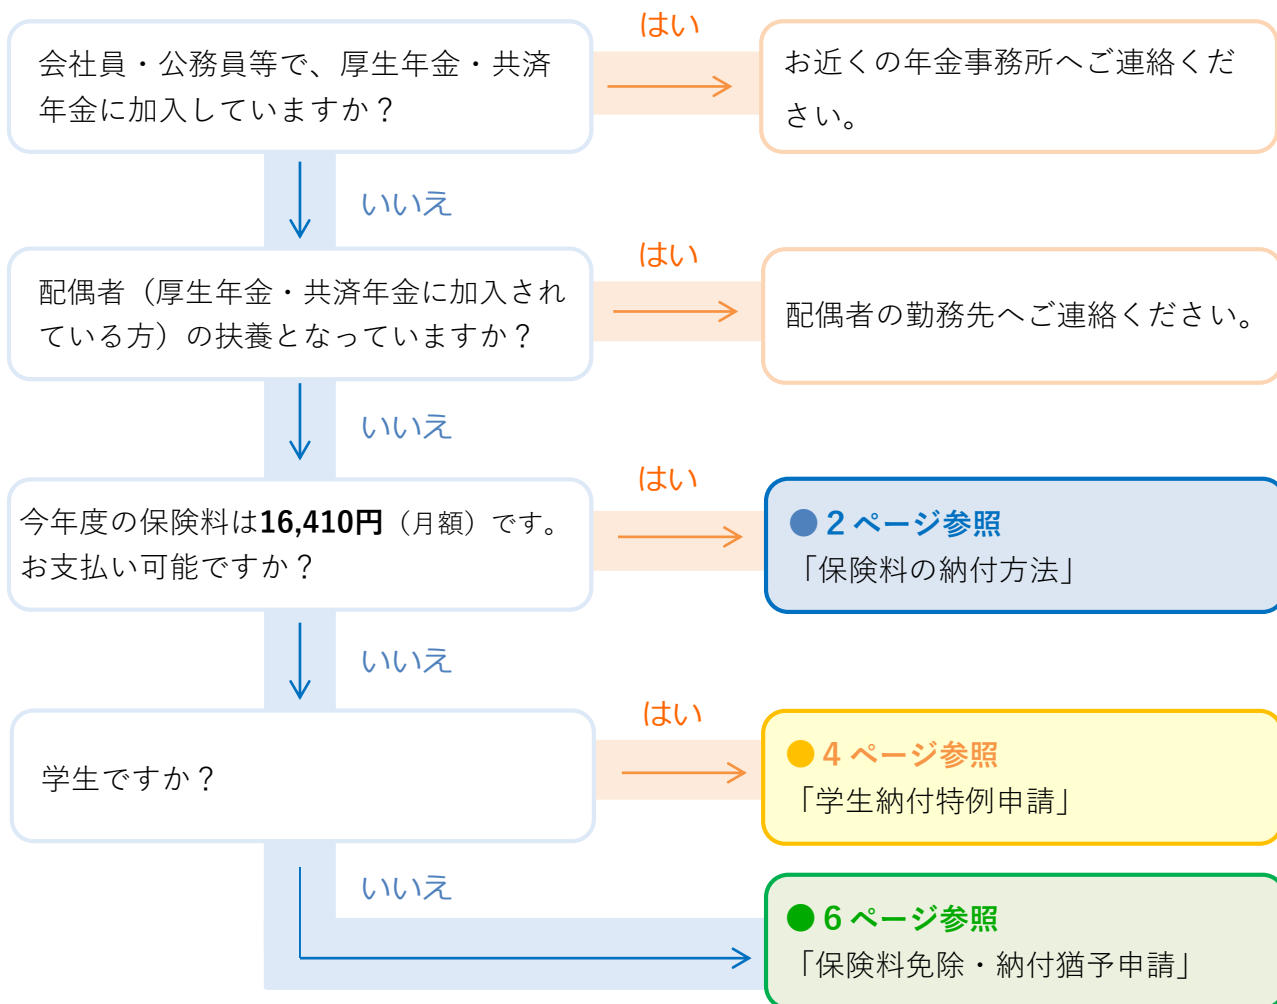 はい
会社員・公務員等で、厚生年金・共済
年金に加入していますか？
お近くの年金事務所へご連絡くだ
さい。
いいえ
はい
配偶者（厚生年金・共済年金に加入され
ている方）の扶養となっていますか？
配偶者の勤務先へご連絡ください。
いいえ
はい
今年度の保険料は16,410円（月額）です。
お支払い可能ですか？
●２ページ参照
「保険料の納付方法」
いいえ
はい
学生ですか？
●４ページ参照
「学生納付特例申請」
いいえ
●６ページ参照
「保険料免除・納付猶予申請」